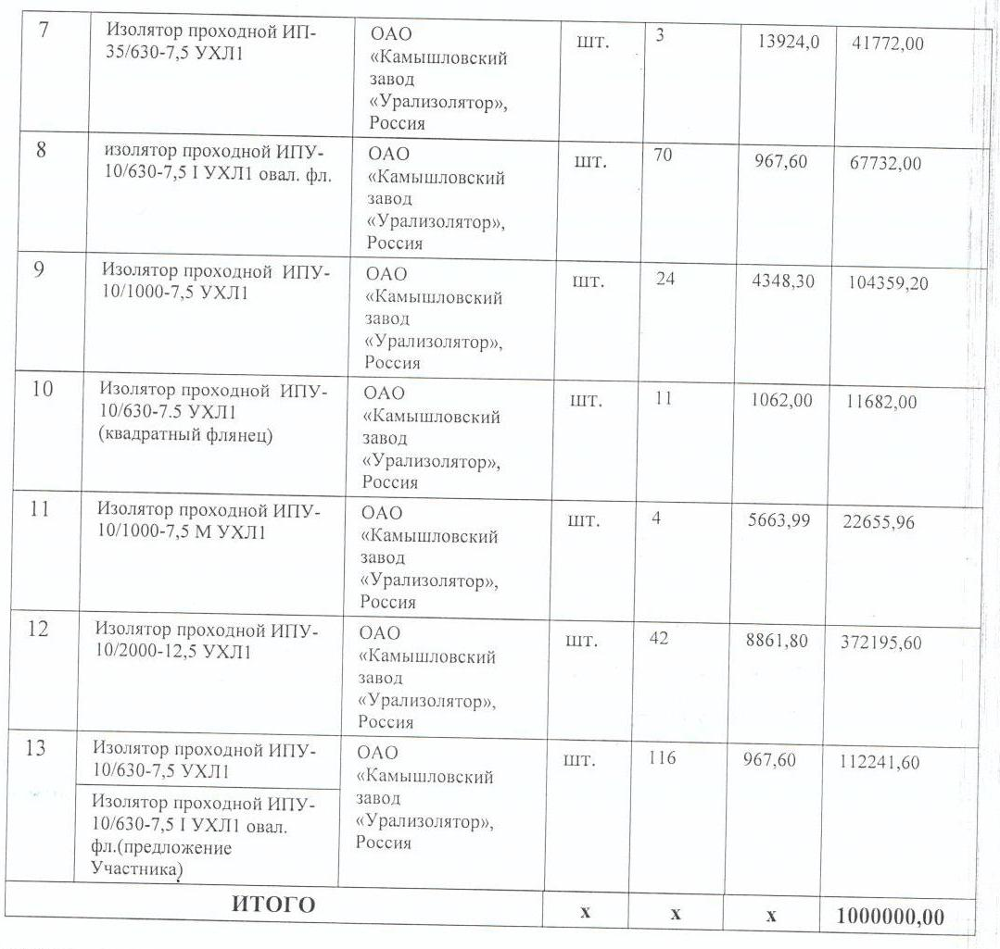 7
Изолятор проходной ИП-
35/630-7,5 УХЛ1
ОАО
«Камышловский
завод
«Урализолятор»,
Россия
шт.
3
13924,0
41772,00
8
изолятор проходной ИПУ-
10/630-7,5 I УХЛ1 овал. фл.
ОАО
«Камышловский
завод
«Урализолятор»,
Россия
шт.
70
967,60
67732,00
9
Изолятор проходной ИПУ-
10/1000-7,5 УХЛ1
ОАО
«Камышловский
завод
«Урализолятор»,
Россия
шт.
24
4348,30
104359,20
10
Изолятор проходной ИПУ-
10/630-7.5 УХЛ1
(квадратный флянец)
ОАО
«Камышловский
завод
«Урализолятор»,
Россия
шт.
11
1062,00
11682,00
11
Изолятор проходной ИПУ-
10/1000-7,5 М УХЛ1
ОАО
«Камышловский
завод
«Урализолятор»,
Россия
шт.
4
5663,99
22655,96
12
Изолятор проходной ИПУ-
10/2000-12,5 УХЛ1
ОАО
«Камышловский
завод
«Урализолятор»,
Россия
шт.
42
8861,80
372195,60
13
Изолятор проходной ИПУ-
10/630-7,5 УХЛ1
Изолятор проходной ИПУ-
10/630-7,5 I УХЛ1 овал.
фл.(предложение
Участника)
ОАО
«Камышловский
завод
«Урализолятор»,
Россия
шт.
116
967,60
112241,60
ИТОГО
х
х
х
1000000,00